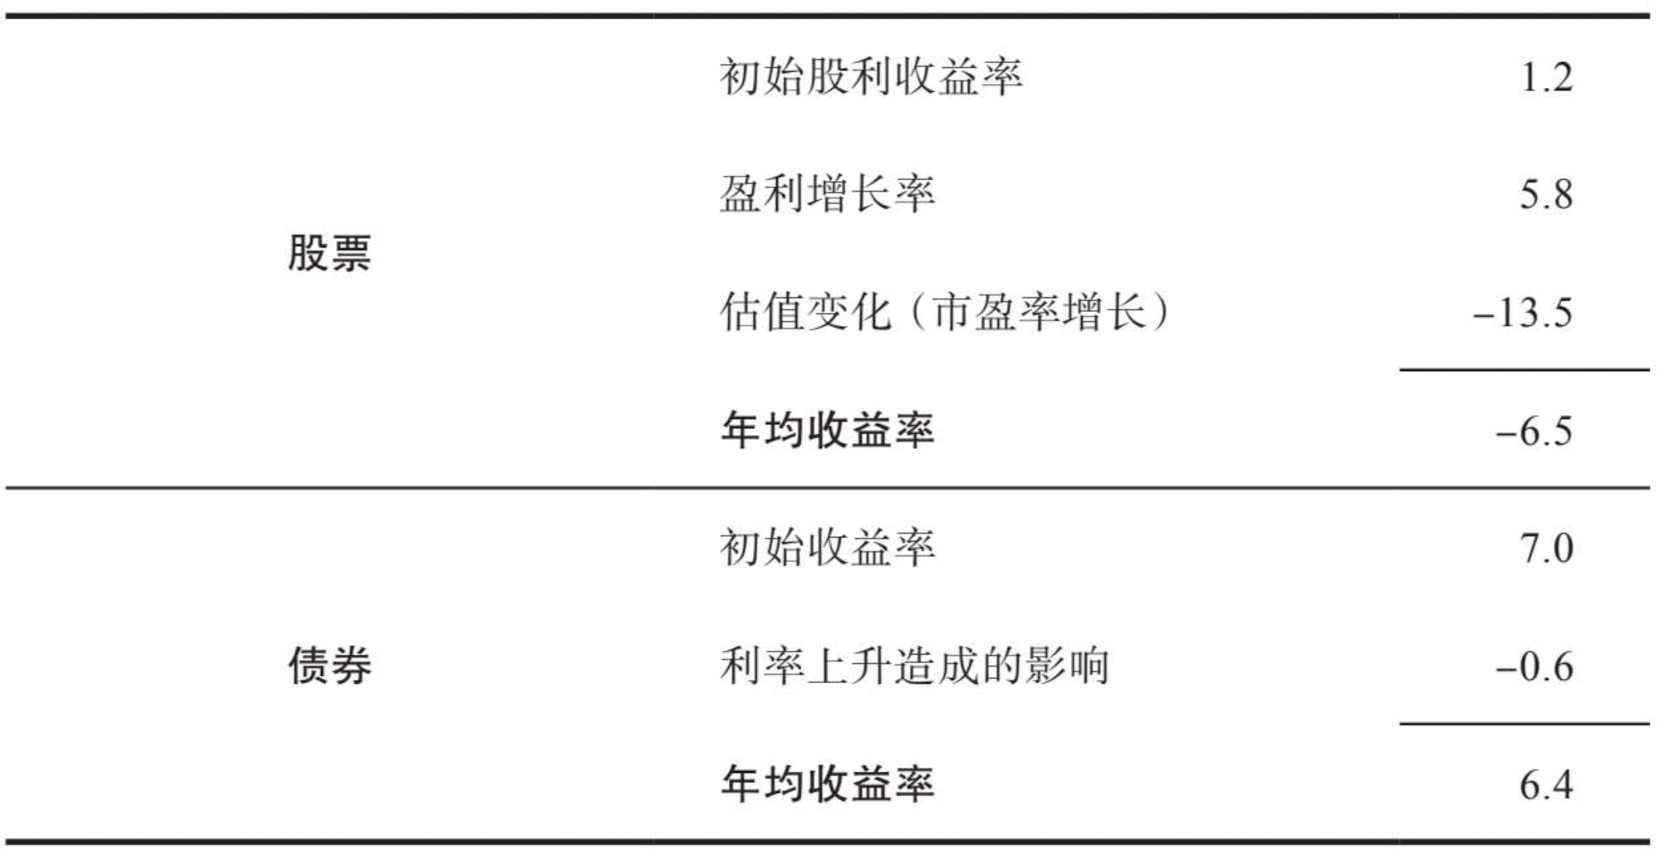 初始股利收益率 1.2
盈利增长率 5.8
股票
估值变化（市盈率增长） –13.5
年均收益率 –6.5
初始收益率 7.0
债券
利率上升造成的影响 –0.6
年均收益率 6.4